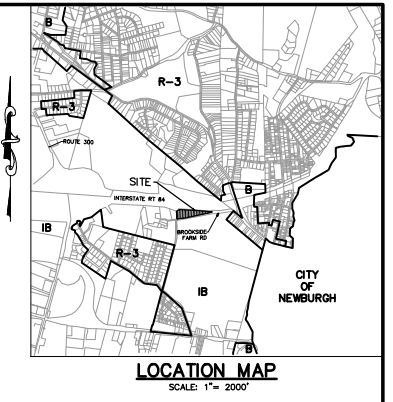 B
R-3
R-3
ROUTE 300
SITE
INTERSTATE RT 84
B
BROOKSIDE
FARM RD
IB
R-3
IB
CITY
OF
NEWBURGH
B
LOCATION MAP
SCALE: 1"= 2000'